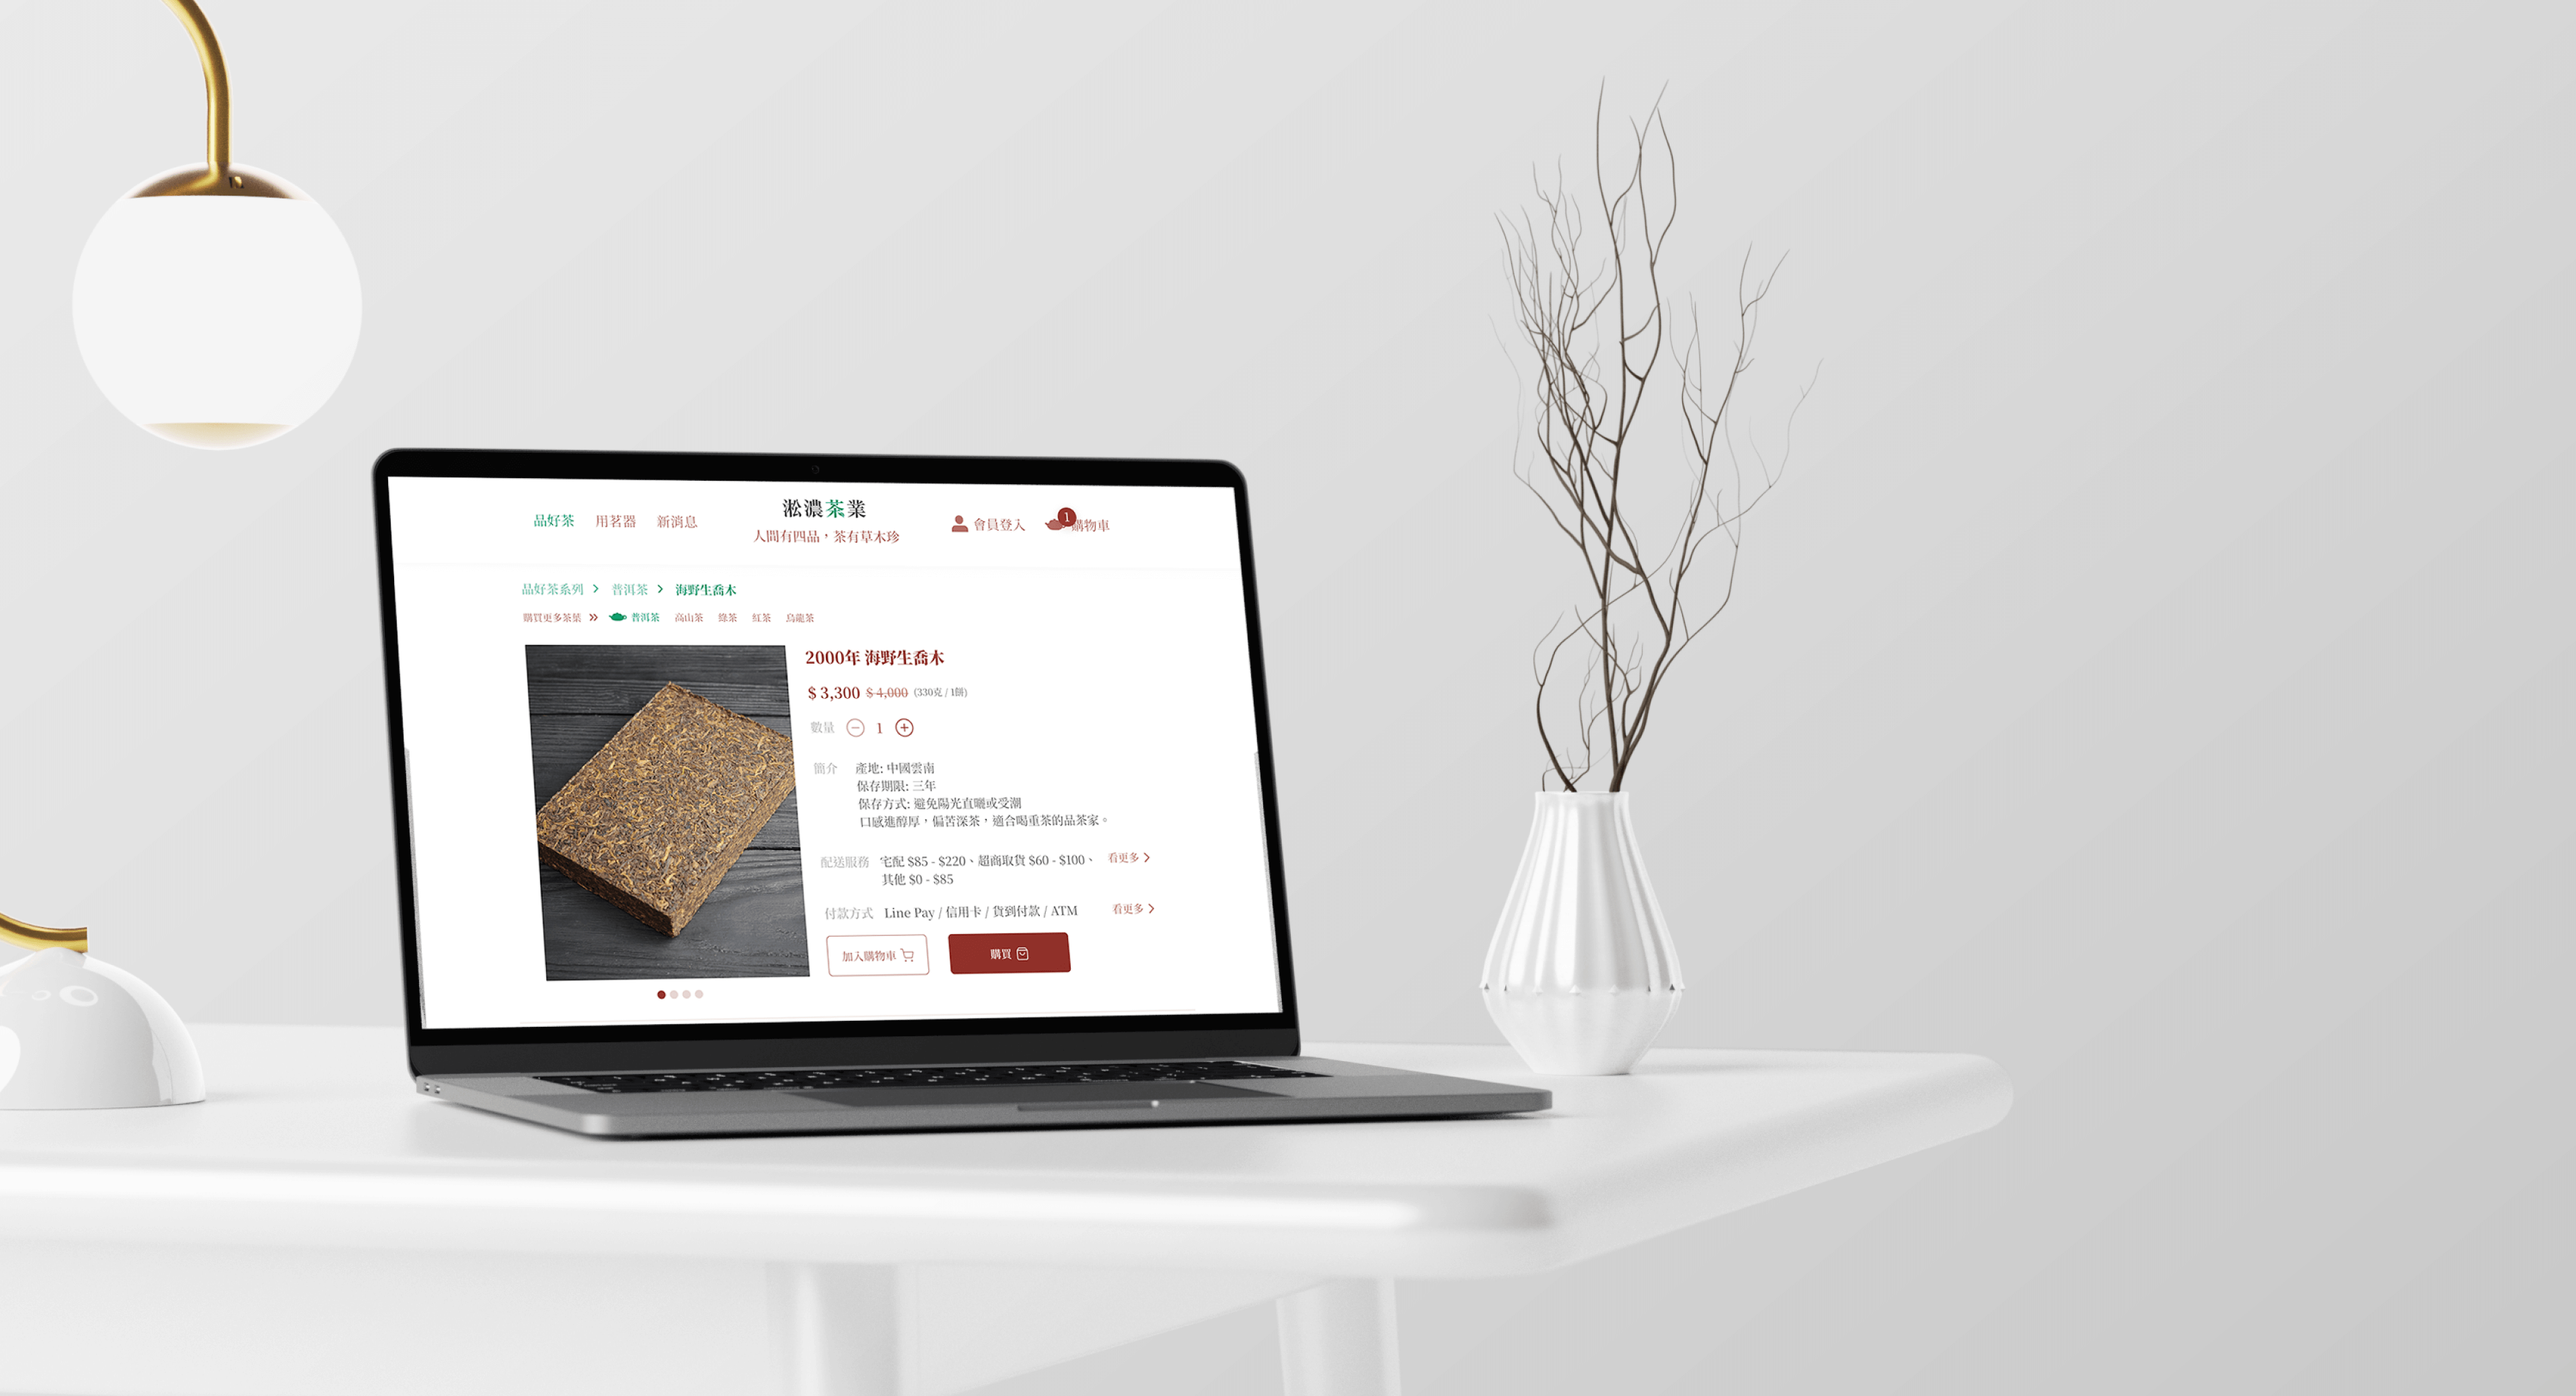 淞濃茶業
人間有四品，茶有草木珍
品好茶 用茗器 新消息
會員登入 1 購物車
品好茶系列 > 普洱茶 > 海野生喬木
購買更多茶葉 » 普洱茶 高山茶 綠茶 紅茶 烏龍茶
2000年 海野生喬木
$ 3,300 $ 4,000 (330克 / 1餅)
數量 − 1 +
簡介 產地: 中國雲南
保存期限: 三年
保存方式: 避免陽光直曬或受潮
口感進醇厚，偏苦深茶，適合喝重茶的品茶家。
配送服務 宅配 $85 - $220、超商取貨 $60 - $100、 看更多 >
其他 $0 - $85
付款方式 Line Pay / 信用卡 / 貨到付款 / ATM 看更多 >
加入購物車 購買